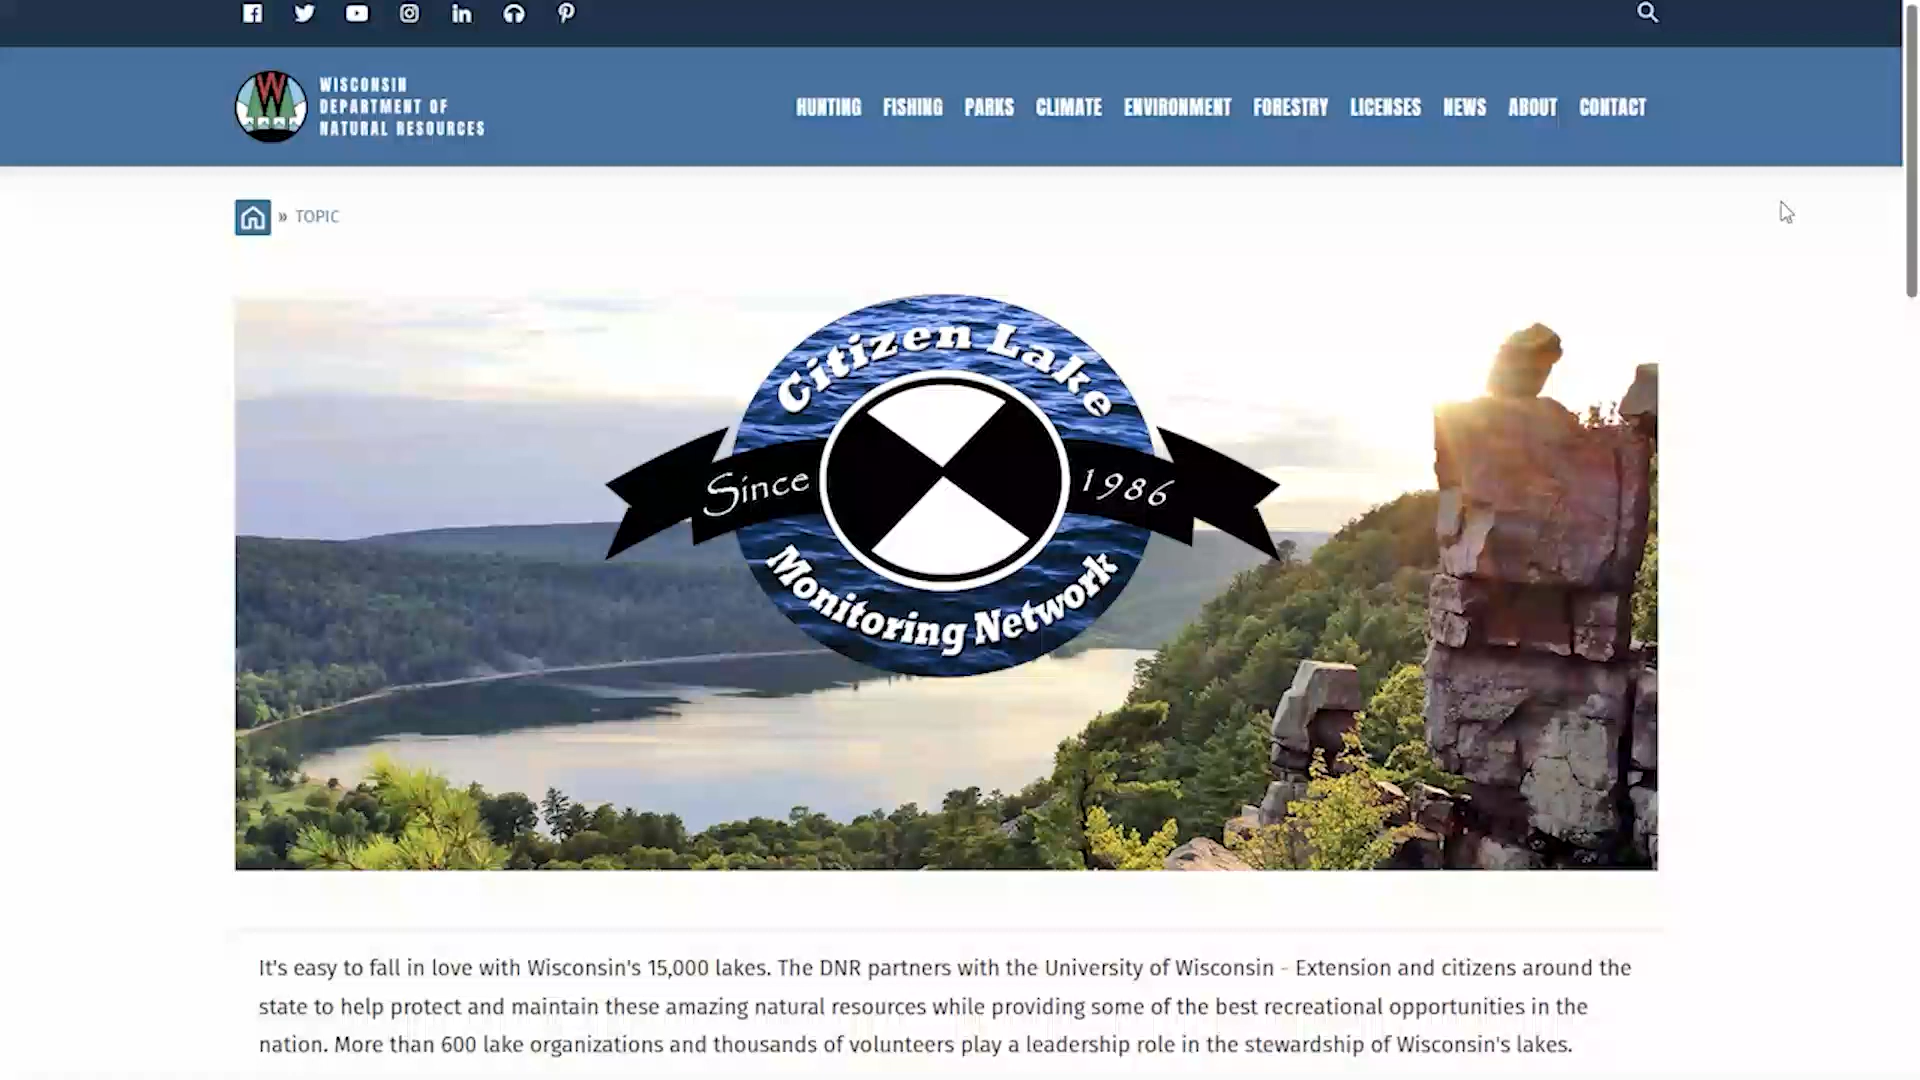 WISCONSIN
DEPARTMENT OF
NATURAL RESOURCES
HUNTING FISHING PARKS CLIMATE ENVIRONMENT FORESTRY LICENSES NEWS ABOUT CONTACT
» TOPIC
Citizen Lake
Since 1986
Monitoring Network
It's easy to fall in love with Wisconsin's 15,000 lakes. The DNR partners with the University of Wisconsin - Extension and citizens around the
state to help protect and maintain these amazing natural resources while providing some of the best recreational opportunities in the
nation. More than 600 lake organizations and thousands of volunteers play a leadership role in the stewardship of Wisconsin's lakes.